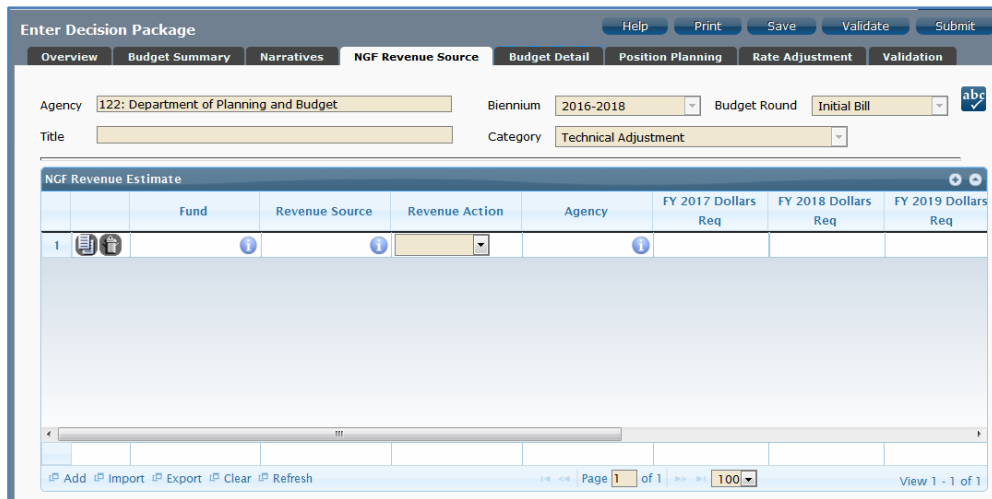 Enter Decision Package Help Print Save Validate Submit
Overview Budget Summary Narratives NGF Revenue Source Budget Detail Position Planning Rate Adjustment Validation
Agency 122: Department of Planning and Budget Biennium 2016-2018 Budget Round Initial Bill abc
Title Category Technical Adjustment
NGF Revenue Estimate
Fund Revenue Source Revenue Action Agency FY 2017 Dollars Req FY 2018 Dollars Req FY 2019 Dollars Req
1
Add Import Export Clear Refresh Page 1 of 1 100 View 1 - 1 of 1